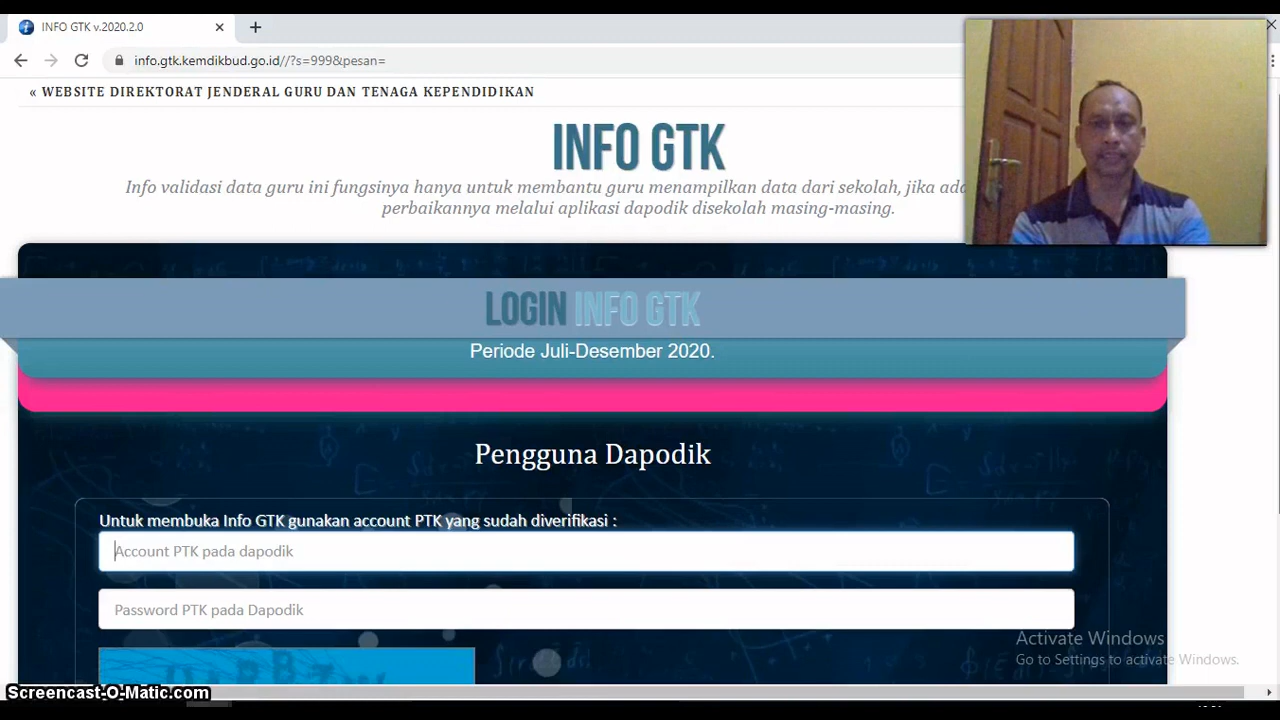 INFO GTK v.2020.2.0
info.gtk.kemdikbud.go.id//?s=999&pesan=
« WEBSITE DIREKTORAT JENDERAL GURU DAN TENAGA KEPENDIDIKAN
INFO GTK
Info validasi data guru ini fungsinya hanya untuk membantu guru menampilkan data dari sekolah, jika ada
perbaikannya melalui aplikasi dapodik disekolah masing-masing.
LOGIN INFO GTK
Periode Juli-Desember 2020.
Pengguna Dapodik
Untuk membuka Info GTK gunakan account PTK yang sudah diverifikasi :
Account PTK pada dapodik
Password PTK pada Dapodik
Activate Windows
Go to Settings to activate Windows.
Screencast-O-Matic.com